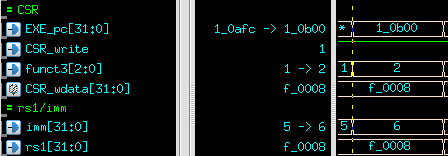 = CSR
EXE_pc[31:0] 1_0afc -> 1_0b00 * 1_0b00
CSR_write 1
funct3[2:0] 1 -> 2 1 2
CSR_wdata[31:0] f_0008 f_0008
= rs1/imm
imm[31:0] 5 -> 6 5 6
rs1[31:0] f_0008 f_0008